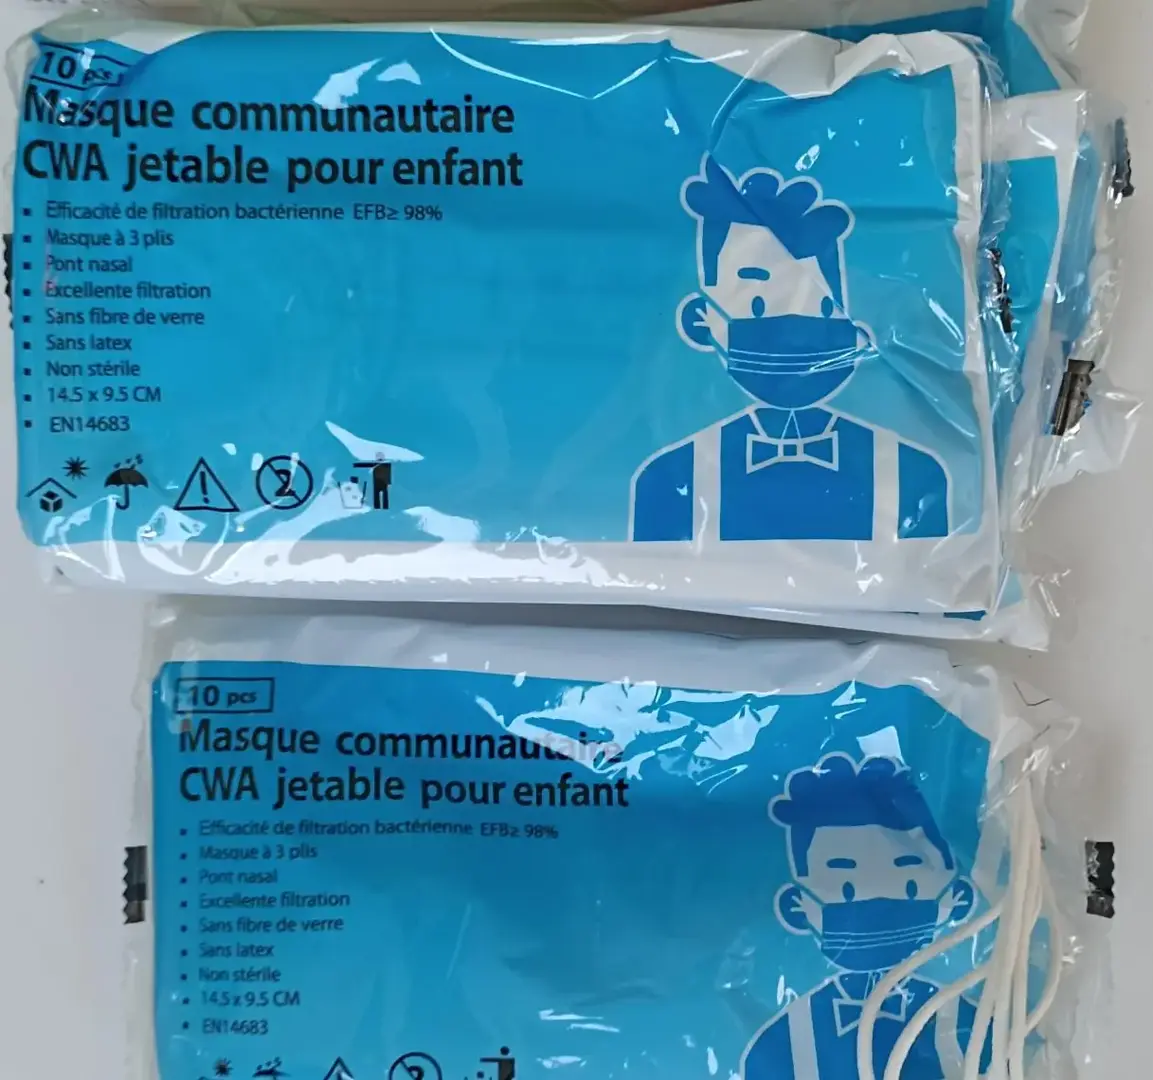 10 pcs
Masque communautaire
CWA jetable pour enfant
Efficacité de filtration bactérienne EFB≥ 98%
Masque à 3 plis
Pont nasal
Excellente filtration
Sans fibre de verre
Sans latex
Non stérile
14.5 x 9.5 CM
EN14683
2
10 pcs
Masque communautaire
CWA jetable pour enfant
Efficacité de filtration bactérienne EFB≥ 98%
Masque à 3 plis
Pont nasal
Excellente filtration
Sans fibre de verre
Sans latex
Non stérile
14.5 x 9.5 CM
EN14683
2